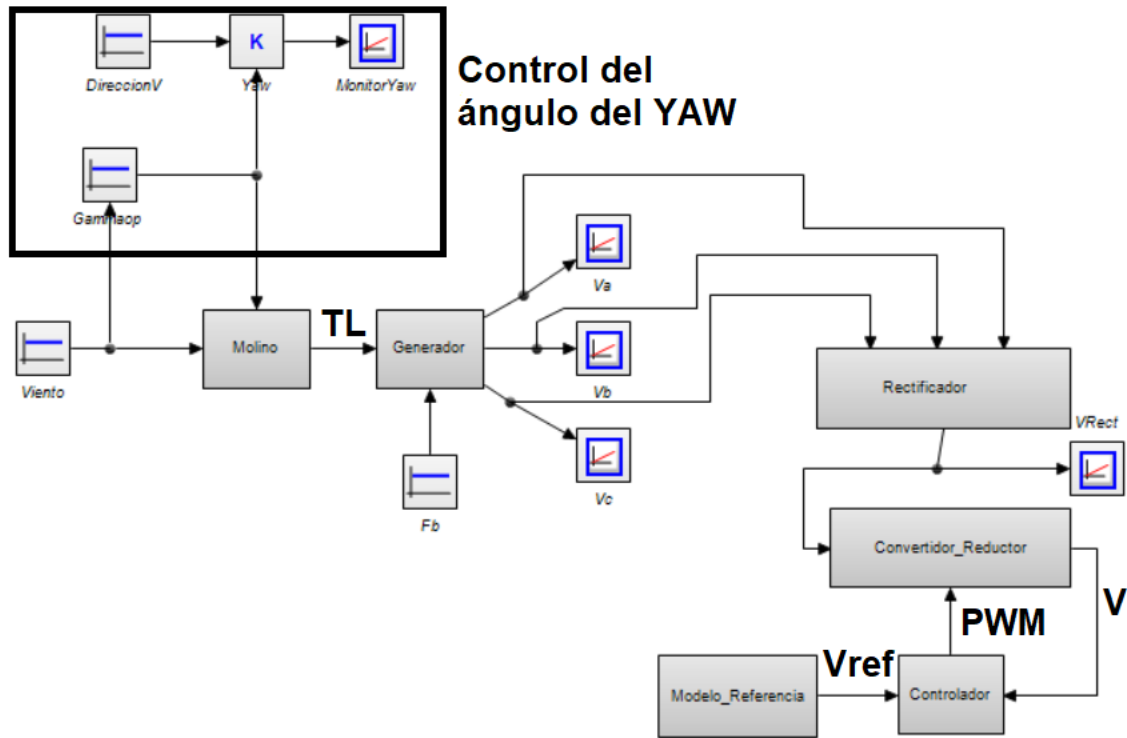 K
DireccionV
Yaw
MonitorYaw
Control del
ángulo del YAW
Gammaop
Va
TL
Molino
Generador
Viento
Vb
Rectificador
VRect
Fb
Vc
Convertidor_Reductor
V
PWM
Vref
Modelo_Referencia
Controlador